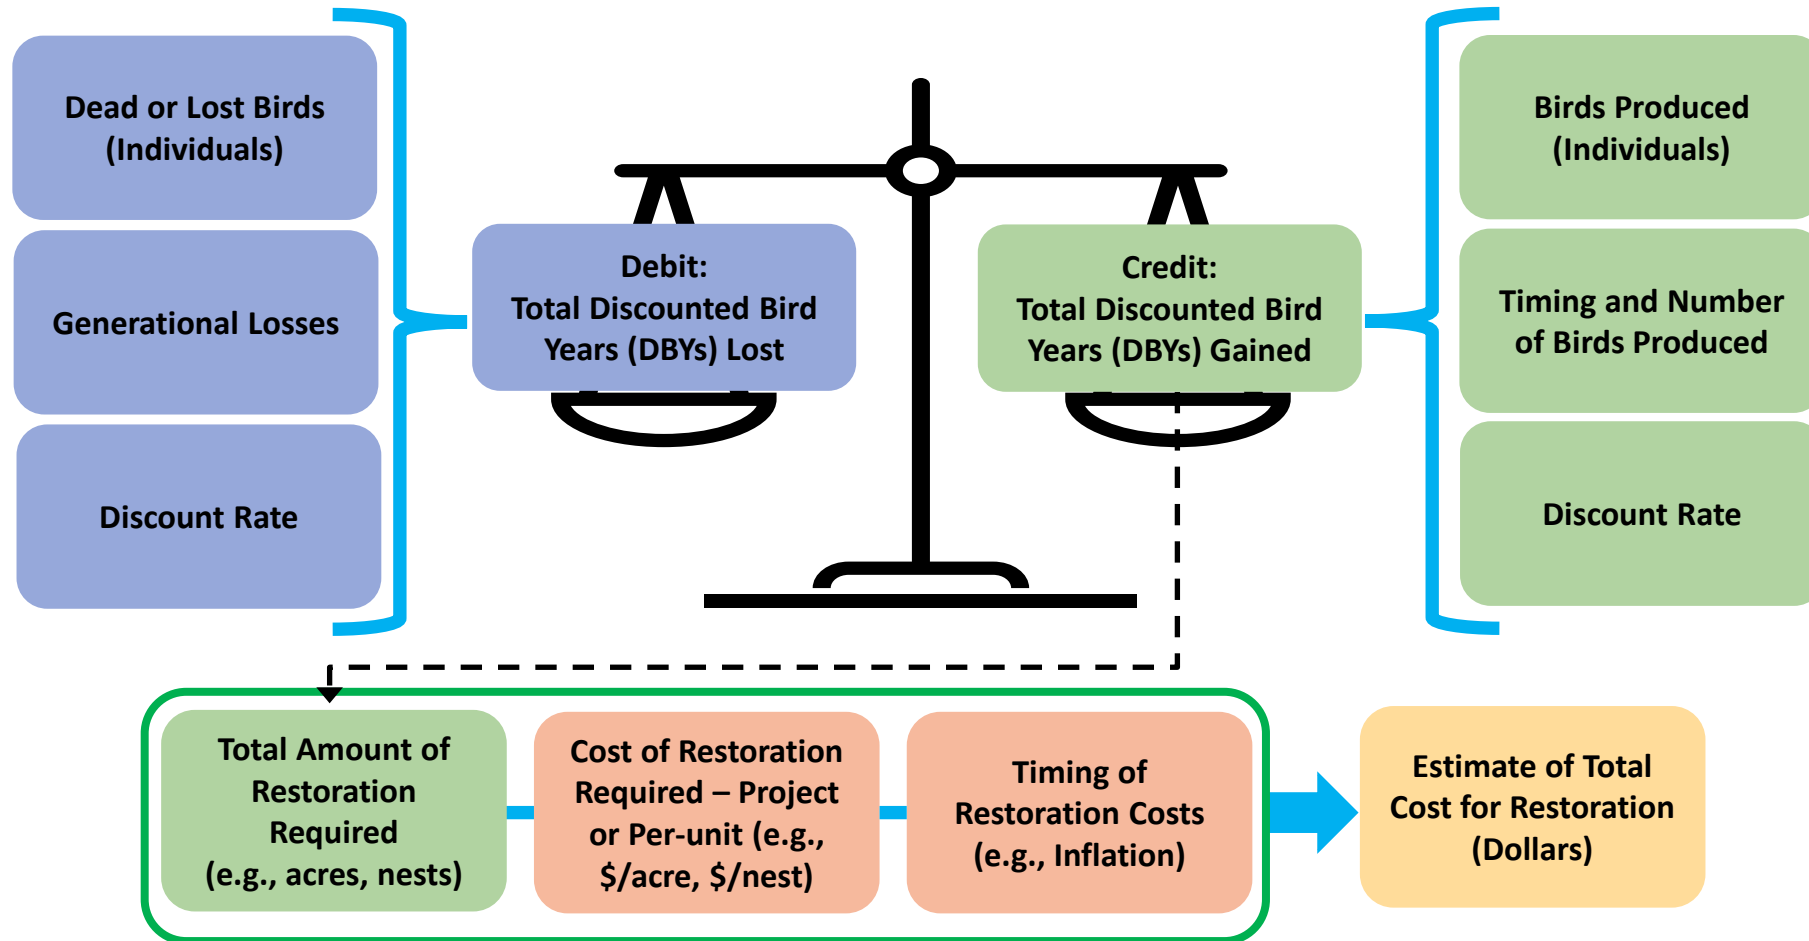 Dead or Lost Birds
(Individuals)
Generational Losses
Discount Rate
Debit:
Total Discounted Bird
Years (DBYs) Lost
Credit:
Total Discounted Bird
Years (DBYs) Gained
Birds Produced
(Individuals)
Timing and Number
of Birds Produced
Discount Rate
Total Amount of
Restoration
Required
(e.g., acres, nests)
Cost of Restoration
Required – Project
or Per-unit (e.g.,
$/acre, $/nest)
Timing of
Restoration Costs
(e.g., Inflation)
Estimate of Total
Cost for Restoration
(Dollars)